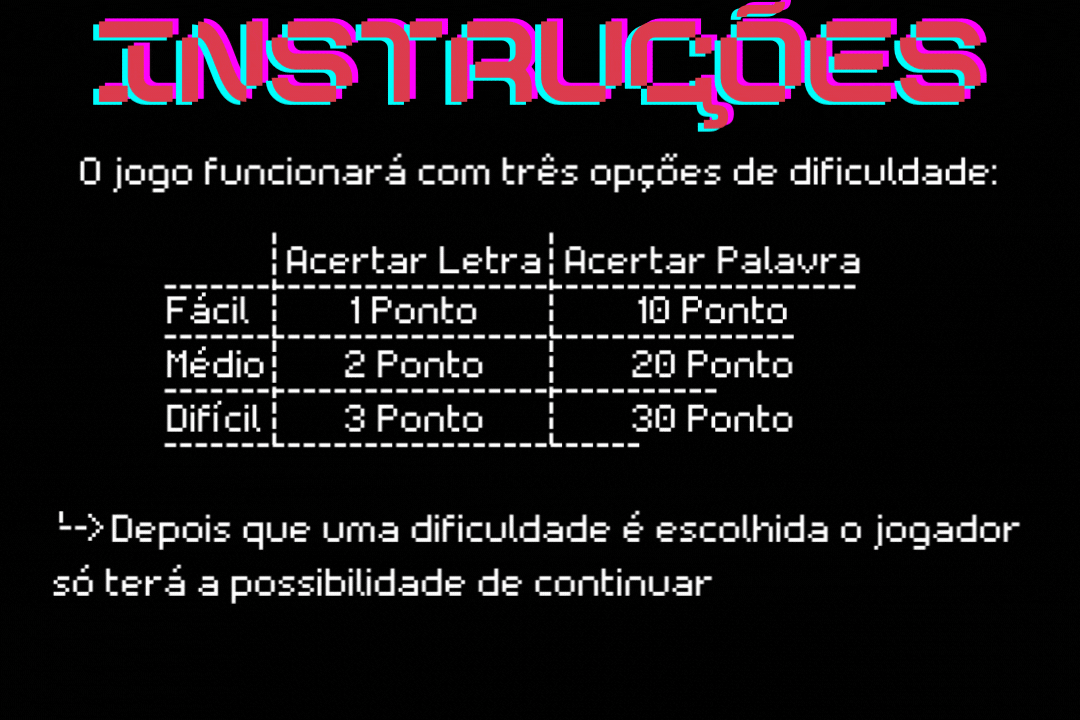 INSTRUÇÕES
O jogo funcionará com três opções de dificuldade:
Acertar Letra Acertar Palavra
Fácil 1 Ponto 10 Ponto
Médio 2 Ponto 20 Ponto
Difícil 3 Ponto 30 Ponto
Depois que uma dificuldade é escolhida o jogador
só terá a possibilidade de continuar